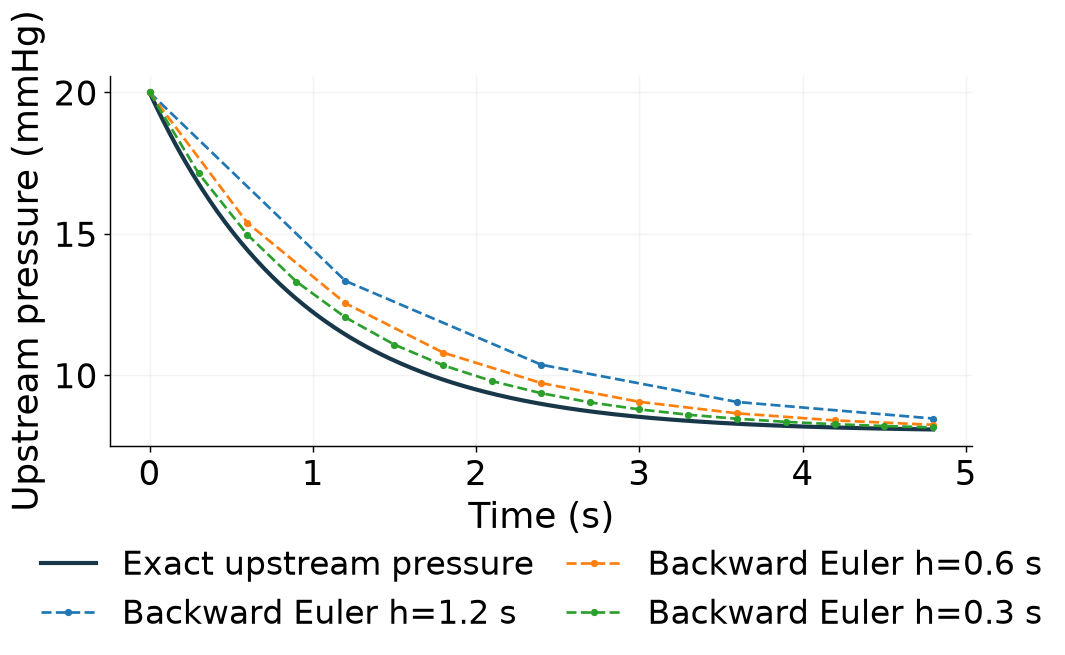 Upstream pressure (mmHg)
20
15
10
0 1 2 3 4 5
Time (s)
Exact upstream pressure
Backward Euler h=1.2 s
Backward Euler h=0.6 s
Backward Euler h=0.3 s